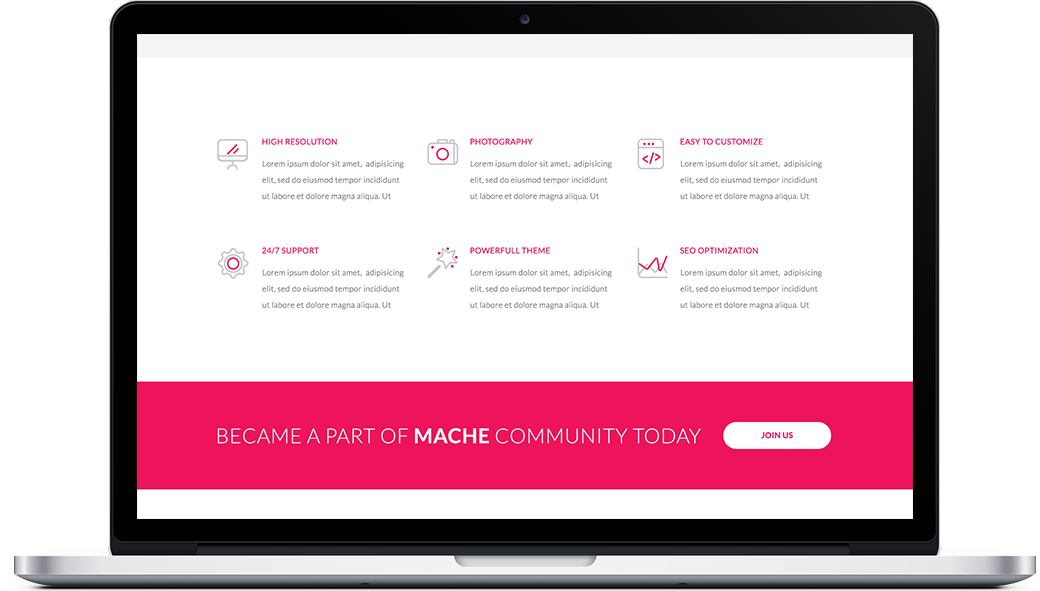 HIGH RESOLUTION
Lorem ipsum dolor sit amet, adipisicing
elit, sed do eiusmod tempor incididunt
ut labore et dolore magna aliqua. Ut
PHOTOGRAPHY
Lorem ipsum dolor sit amet, adipisicing
elit, sed do eiusmod tempor incididunt
ut labore et dolore magna aliqua. Ut
EASY TO CUSTOMIZE
Lorem ipsum dolor sit amet, adipisicing
elit, sed do eiusmod tempor incididunt
ut labore et dolore magna aliqua. Ut
24/7 SUPPORT
Lorem ipsum dolor sit amet, adipisicing
elit, sed do eiusmod tempor incididunt
ut labore et dolore magna aliqua. Ut
POWERFULL THEME
Lorem ipsum dolor sit amet, adipisicing
elit, sed do eiusmod tempor incididunt
ut labore et dolore magna aliqua. Ut
SEO OPTIMIZATION
Lorem ipsum dolor sit amet, adipisicing
elit, sed do eiusmod tempor incididunt
ut labore et dolore magna aliqua. Ut
BECAME A PART OF MACHE COMMUNITY TODAY
JOIN US